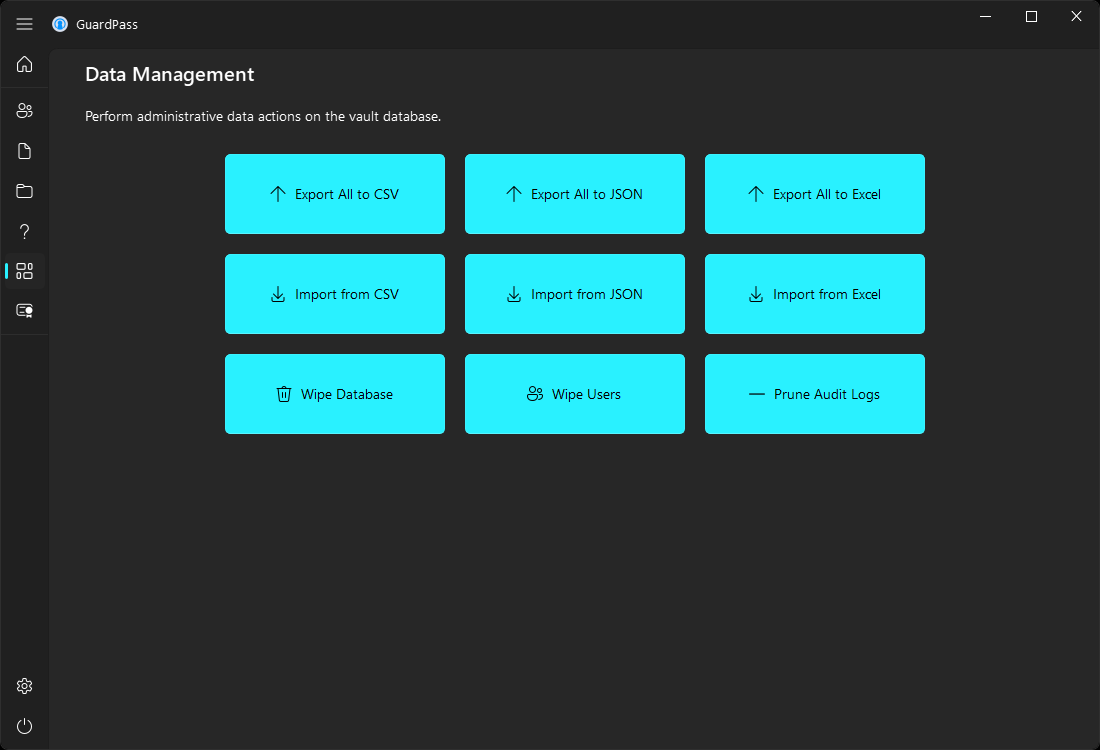 GuardPass
Data Management
Perform administrative data actions on the vault database.
Export All to CSV
Export All to JSON
Export All to Excel
Import from CSV
Import from JSON
Import from Excel
Wipe Database
Wipe Users
Prune Audit Logs